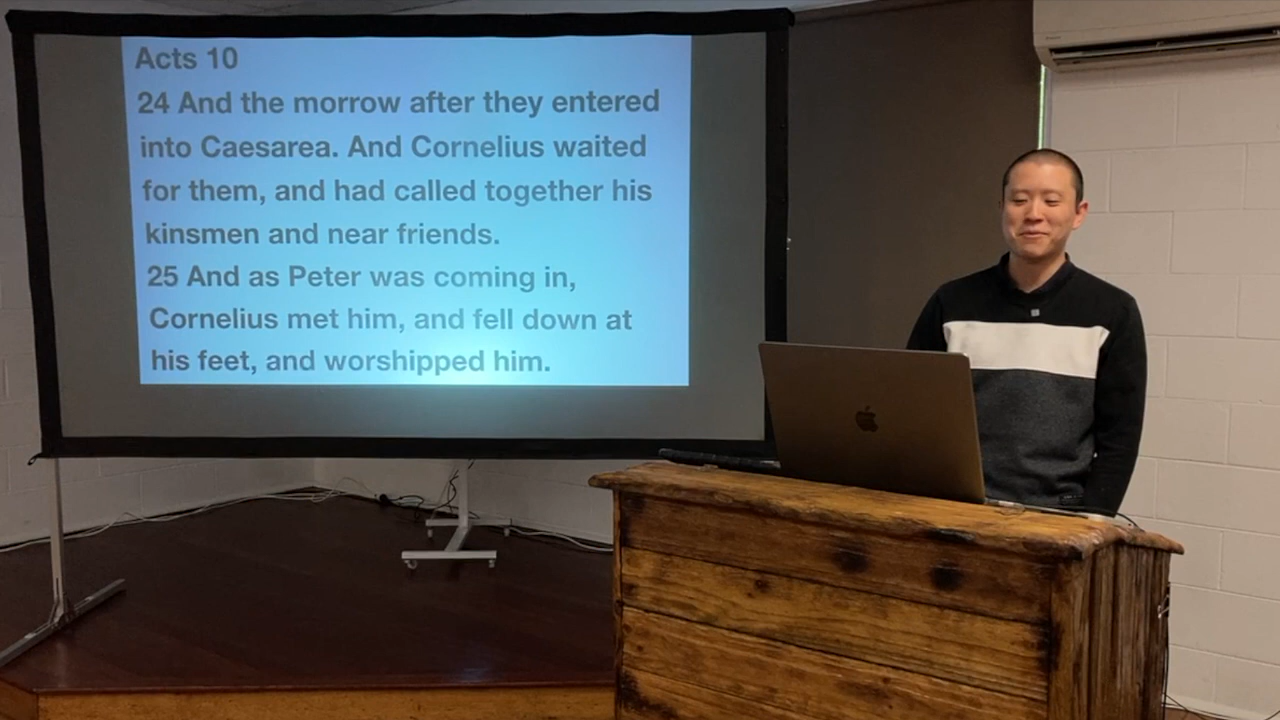 Acts 10
24 And the morrow after they entered
into Caesarea. And Cornelius waited
for them, and had called together his
kinsmen and near friends.
25 And as Peter was coming in,
Cornelius met him, and fell down at
his feet, and worshipped him.